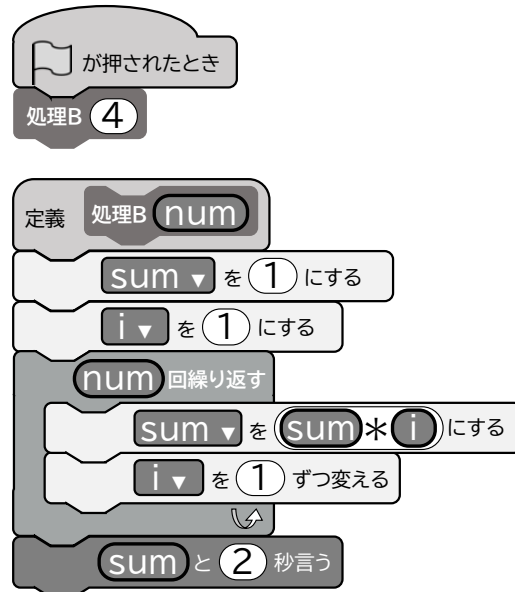 が押されたとき
処理B 4
定義 処理B num
sum ▼ を 1 にする
i ▼ を 1 にする
num 回繰り返す
sum ▼ を sum * i にする
i ▼ を 1 ずつ変える
sum と 2 秒言う